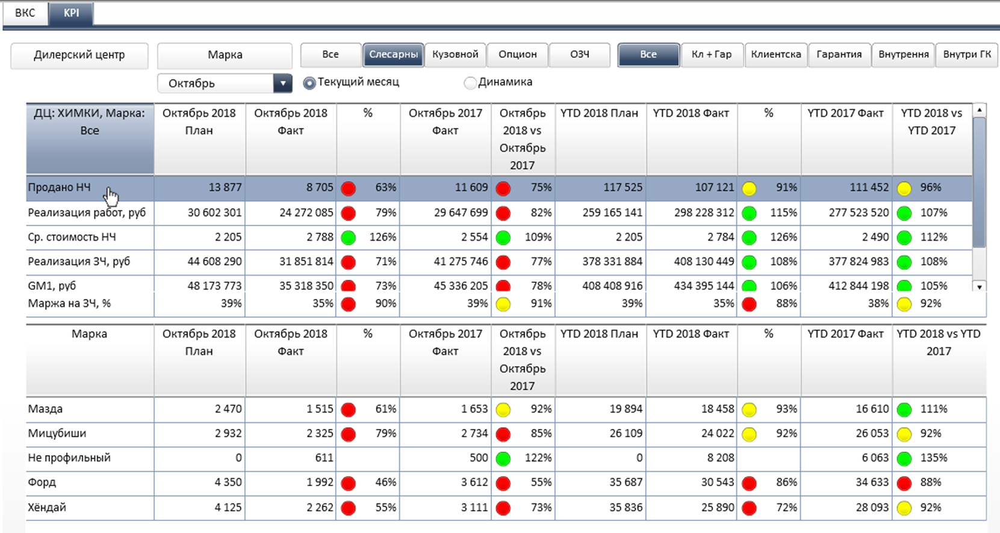 ВКС KPI
Дилерский центр Марка Все Слесарны Кузовной Опцион ОЗЧ Все Кл + Гар Клиентска Гарантия Внутрення Внутри ГК
Октябрь Текущий месяц Динамика
ДЦ: ХИМКИ, Марка: Все Октябрь 2018 План Октябрь 2018 Факт % Октябрь 2017 Факт Октябрь 2018 vs Октябрь 2017 YTD 2018 План YTD 2018 Факт % YTD 2017 Факт YTD 2018 vs YTD 2017
Продано НЧ 13 877 8 705 63% 11 609 75% 117 525 107 121 91% 111 452 96%
Реализация работ, руб 30 602 301 24 272 085 79% 29 647 699 82% 259 165 141 298 228 312 115% 277 523 520 107%
Ср. стоимость НЧ 2 205 2 788 126% 2 554 109% 2 205 2 784 126% 2 490 112%
Реализация ЗЧ, руб 44 608 290 31 851 814 71% 41 275 746 77% 378 331 884 408 130 449 108% 377 824 983 108%
GM1, руб 48 173 773 35 318 350 73% 45 336 205 78% 408 408 916 434 395 144 106% 412 844 198 105%
Маржа на ЗЧ, % 39% 35% 90% 39% 91% 39% 35% 88% 38% 92%
Марка Октябрь 2018 План Октябрь 2018 Факт % Октябрь 2017 Факт Октябрь 2018 vs Октябрь 2017 YTD 2018 План YTD 2018 Факт % YTD 2017 Факт YTD 2018 vs YTD 2017
Мазда 2 470 1 515 61% 1 653 92% 19 894 18 458 93% 16 610 111%
Мицубиши 2 932 2 325 79% 2 734 85% 26 109 24 022 92% 26 053 92%
Не профильный 0 611 500 122% 0 8 208 6 063 135%
Форд 4 350 1 992 46% 3 612 55% 35 687 30 543 86% 34 633 88%
Хёндай 4 125 2 262 55% 3 111 73% 35 836 25 890 72% 28 093 92%